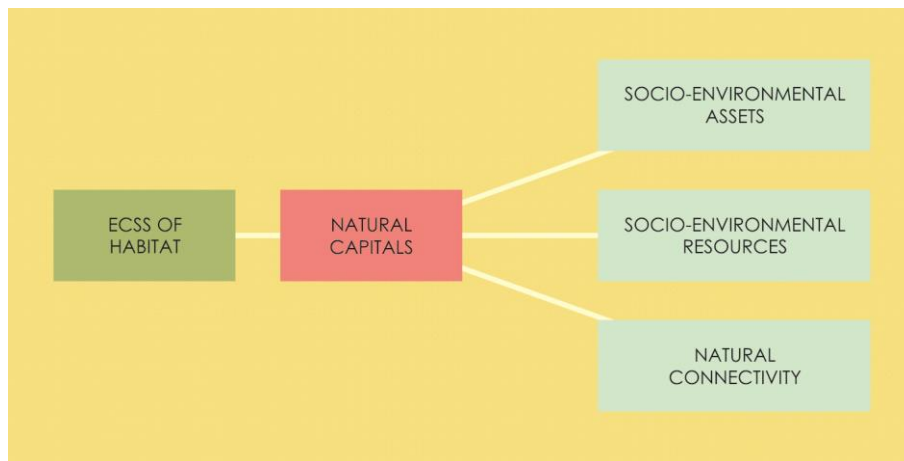 ECSS OF
HABITAT
NATURAL
CAPITALS
SOCIO-ENVIRONMENTAL
ASSETS
SOCIO-ENVIRONMENTAL
RESOURCES
NATURAL
CONNECTIVITY